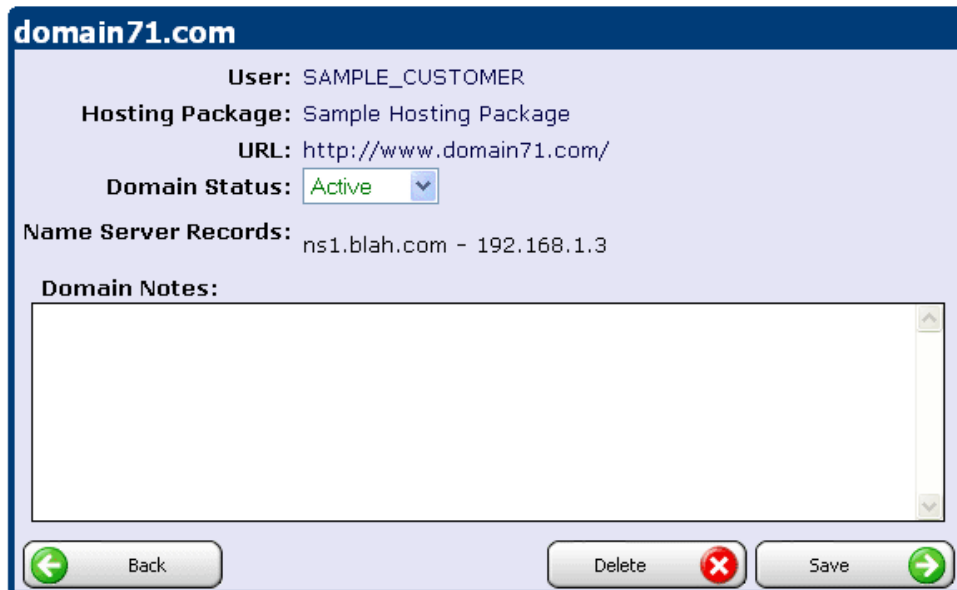 domain71.com
User: SAMPLE_CUSTOMER
Hosting Package: Sample Hosting Package
URL: http://www.domain71.com/
Domain Status: Active
Name Server Records: ns1.blah.com - 192.168.1.3
Domain Notes:
Back Delete Save